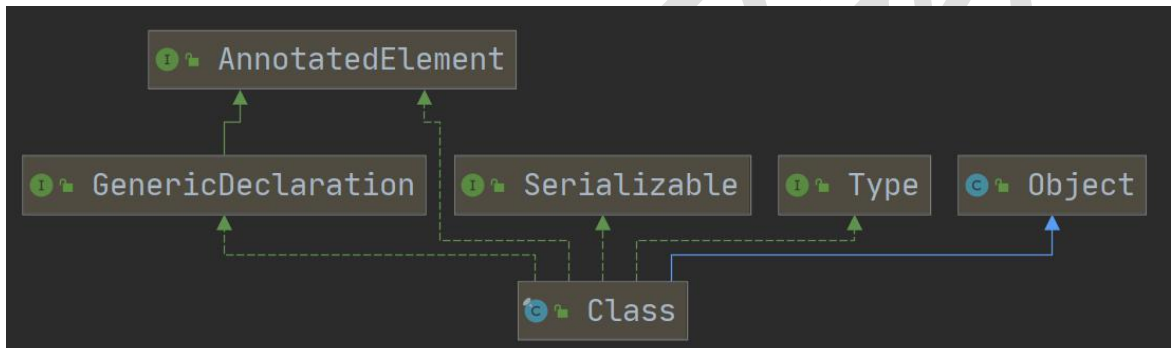 AnnotatedElement
GenericDeclaration
Serializable
Type
Object
Class